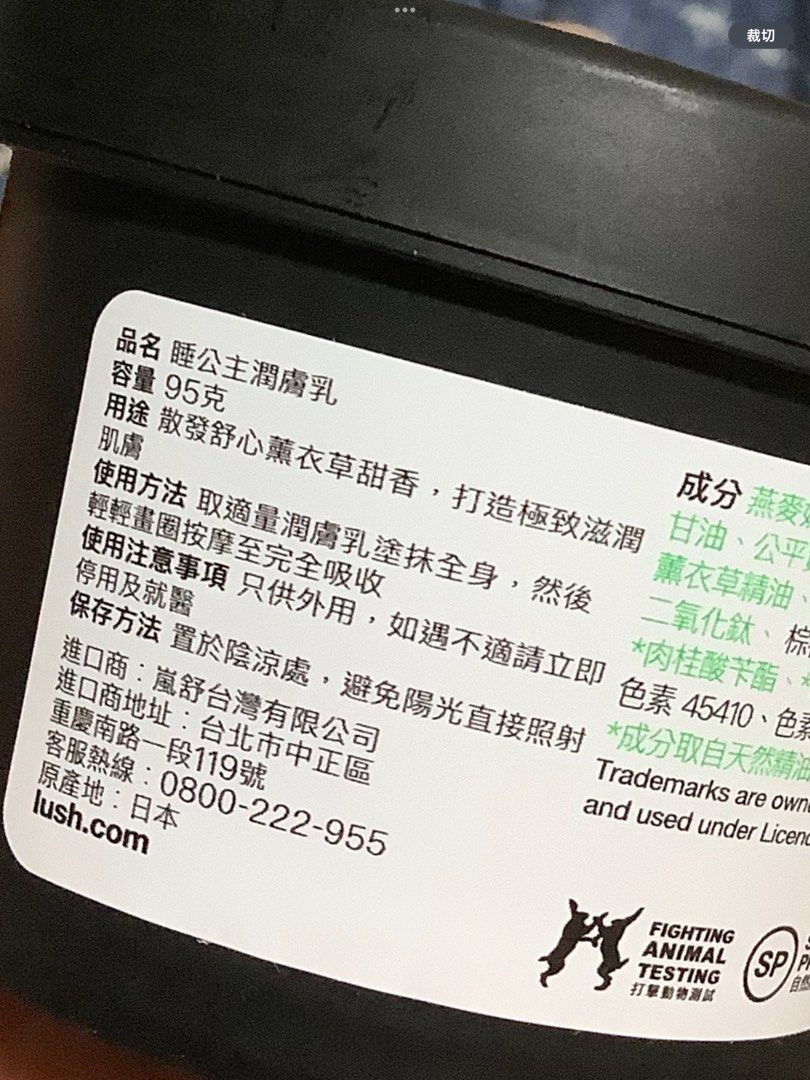 裁切
品名 睡公主潤膚乳
容量 95克
用途 散發舒心薰衣草甜香，打造極致滋潤
肌膚
使用方法 取適量潤膚乳塗抹全身，然後
輕輕畫圈按摩至完全吸收
使用注意事項 只供外用，如遇不適請立即
停用及就醫
保存方法 置於陰涼處，避免陽光直接照射
進口商：嵐舒台灣有限公司
進口商地址：台北市中正區
重慶南路一段119號
客服熱線：0800-222-955
原產地：日本
lush.com
成分 燕麥
甘油、公平
薰衣草精油、
二氧化鈦、棕
*肉桂酸苄酯、*
色素 45410、色素
*成分取自天然精油
Trademarks are own
and used under Licen
FIGHTING
ANIMAL
TESTING
打擊動物測試
SP
自然